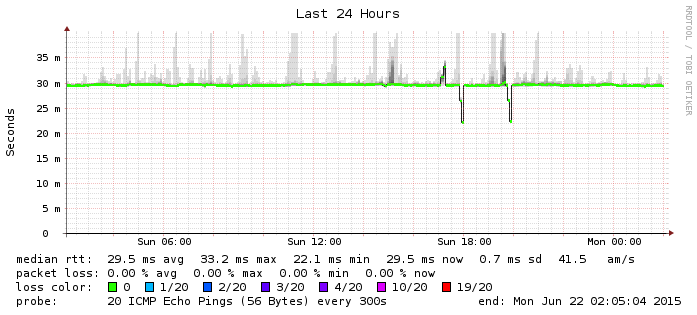 Last 24 Hours
RRDTOOL / TOBI OETIKER
Seconds
35 m
30 m
25 m
20 m
15 m
10 m
5 m
0
Sun 06:00 Sun 12:00 Sun 18:00 Mon 00:00
median rtt: 29.5 ms avg 33.2 ms max 22.1 ms min 29.5 ms now 0.7 ms sd 41.5 am/s
packet loss: 0.00 % avg 0.00 % max 0.00 % min 0.00 % now
loss color: 0 1/20 2/20 3/20 4/20 10/20 19/20
probe: 20 ICMP Echo Pings (56 Bytes) every 300s end: Mon Jun 22 02:05:04 2015